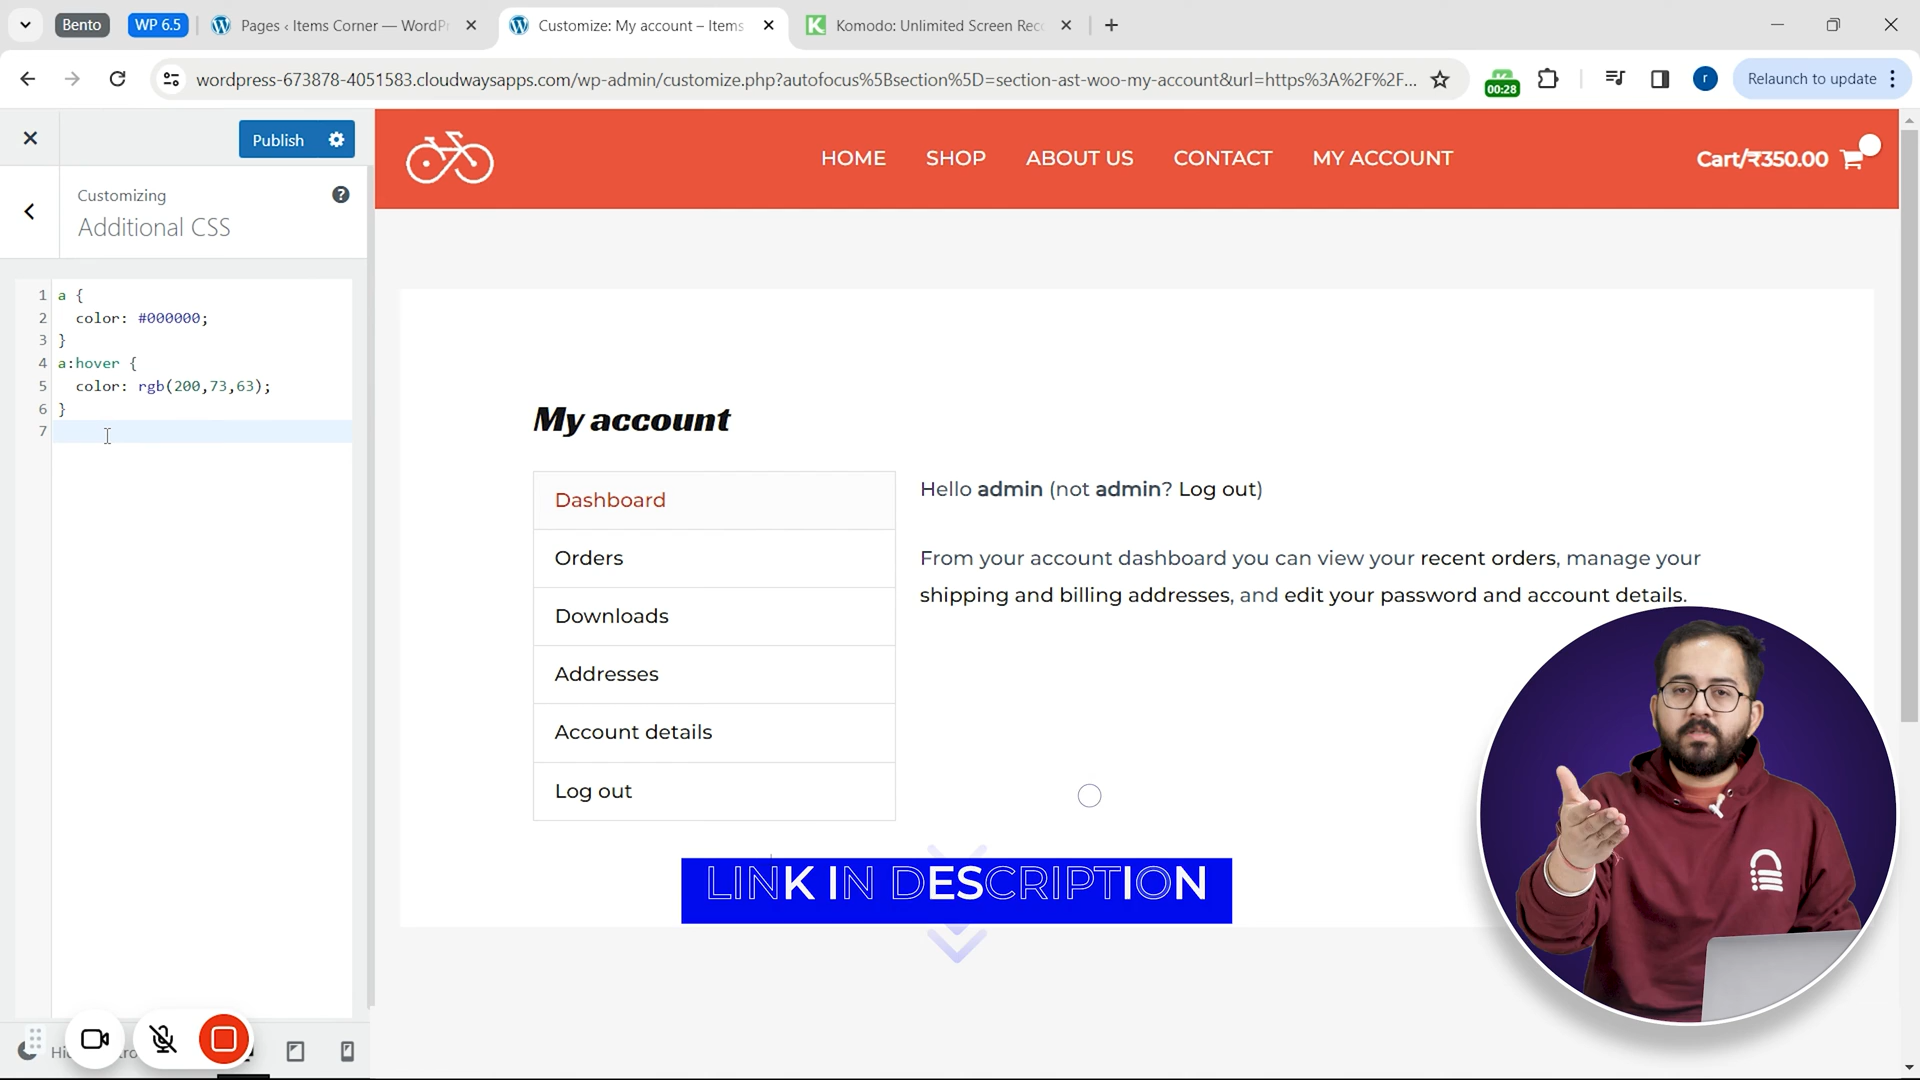 Bento
WP 6.5
Pages ‹ Items Corner — WordPr
Customize: My account – Items
Komodo: Unlimited Screen Rec
wordpress-673878-4051583.cloudwaysapps.com/wp-admin/customize.php?autofocus%5Bsection%5D=section-ast-woo-my-account&url=https%3A%2F%2F...
00:28
r
Relaunch to update
Publish
Customizing
Additional CSS
1 a {
2 color: #000000;
3 }
4 a:hover {
5 color: rgb(200,73,63);
6 }
7
HOME
SHOP
ABOUT US
CONTACT
MY ACCOUNT
Cart/₹350.00
My account
Dashboard
Orders
Downloads
Addresses
Account details
Log out
Hello admin (not admin? Log out)
From your account dashboard you can view your recent orders, manage your
shipping and billing addresses, and edit your password and account details.
LINK IN DESCRIPTION